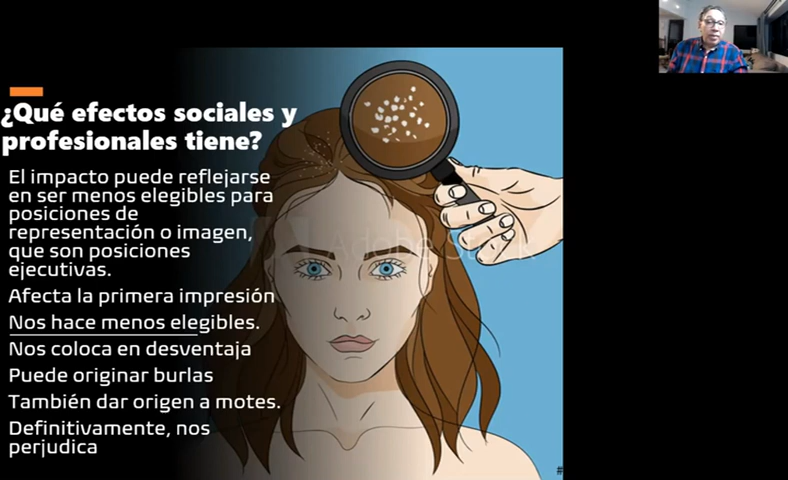 ¿Qué efectos sociales y
profesionales tiene?
El impacto puede reflejarse
en ser menos elegibles para
posiciones de
representación o imagen,
que son posiciones
ejecutivas.
Afecta la primera impresión
Nos hace menos elegibles.
Nos coloca en desventaja
Puede originar burlas
También dar origen a motes.
Definitivamente, nos
perjudica
Adobe Stock
#